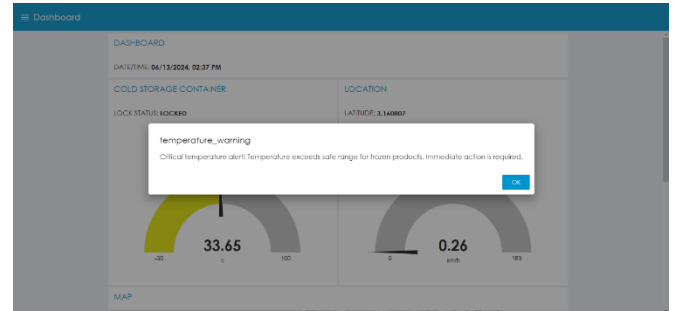 Dashboard
DASHBOARD
DATE/TIME: 06/13/2024, 02:37 PM
COLD STORAGE CONTAINER
LOCK STATUS: LOCKED
LOCATION
LATITUDE: 3.160807
temperature_warning
Critical temperature alert! Temperature exceeds safe range for frozen products. Immediate action is required.
OK
33.65
-30
100
0.26
0
km/h
MAP